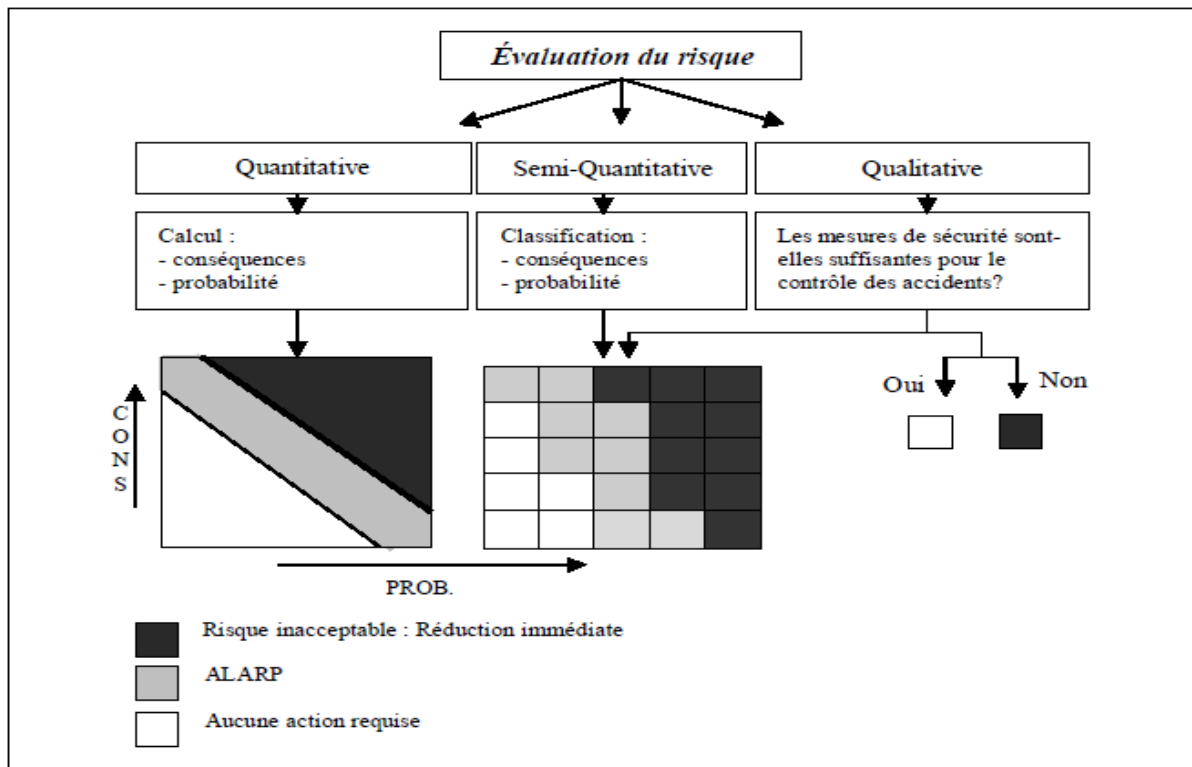 Évaluation du risque
Quantitative
Semi-Quantitative
Qualitative
Calcul :
- conséquences
- probabilité
Classification :
- conséquences
- probabilité
Les mesures de sécurité sont-
elles suffisantes pour le
contrôle des accidents?
C
O
N
S
Oui
Non
PROB.
Risque inacceptable : Réduction immédiate
ALARP
Aucune action requise